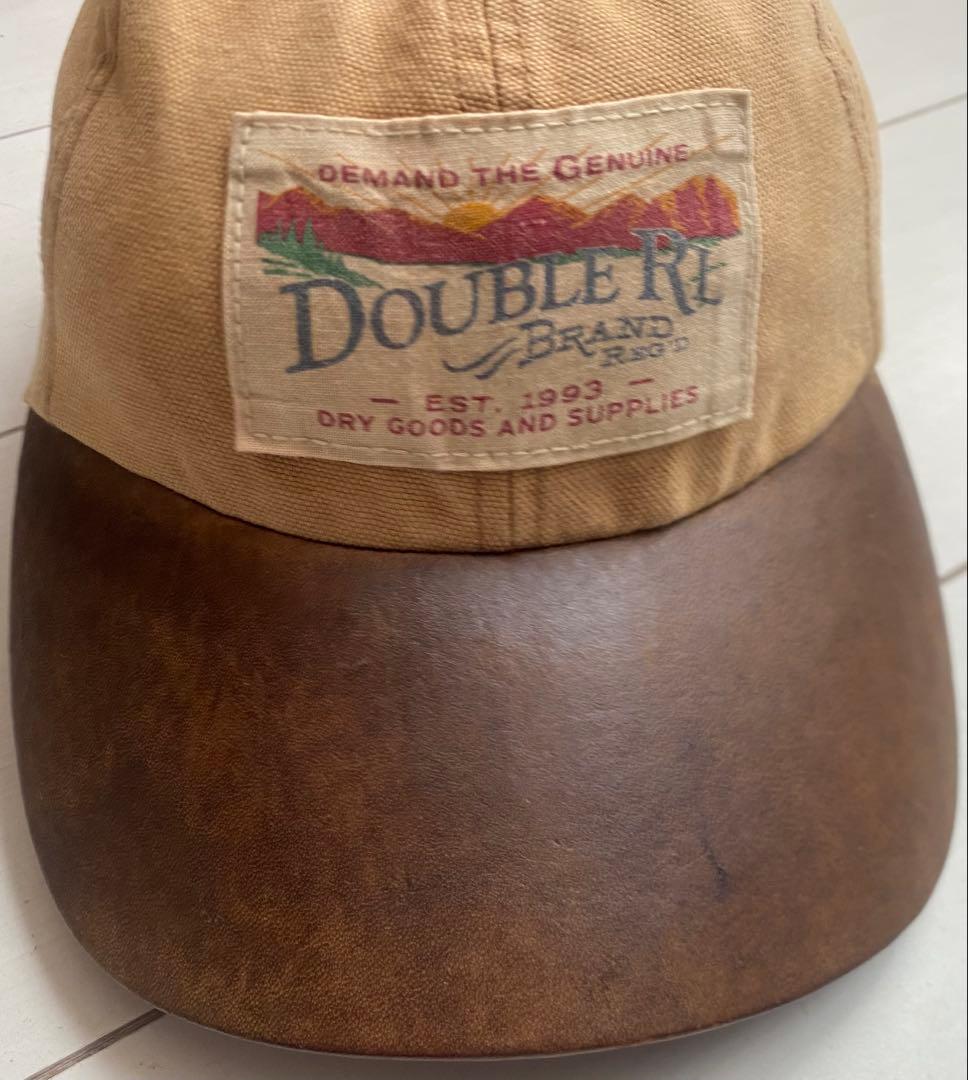 DEMAND THE GENUINE
DOUBLE RL
BRAND
REG'D
— EST. 1993 —
DRY GOODS AND SUPPLIES